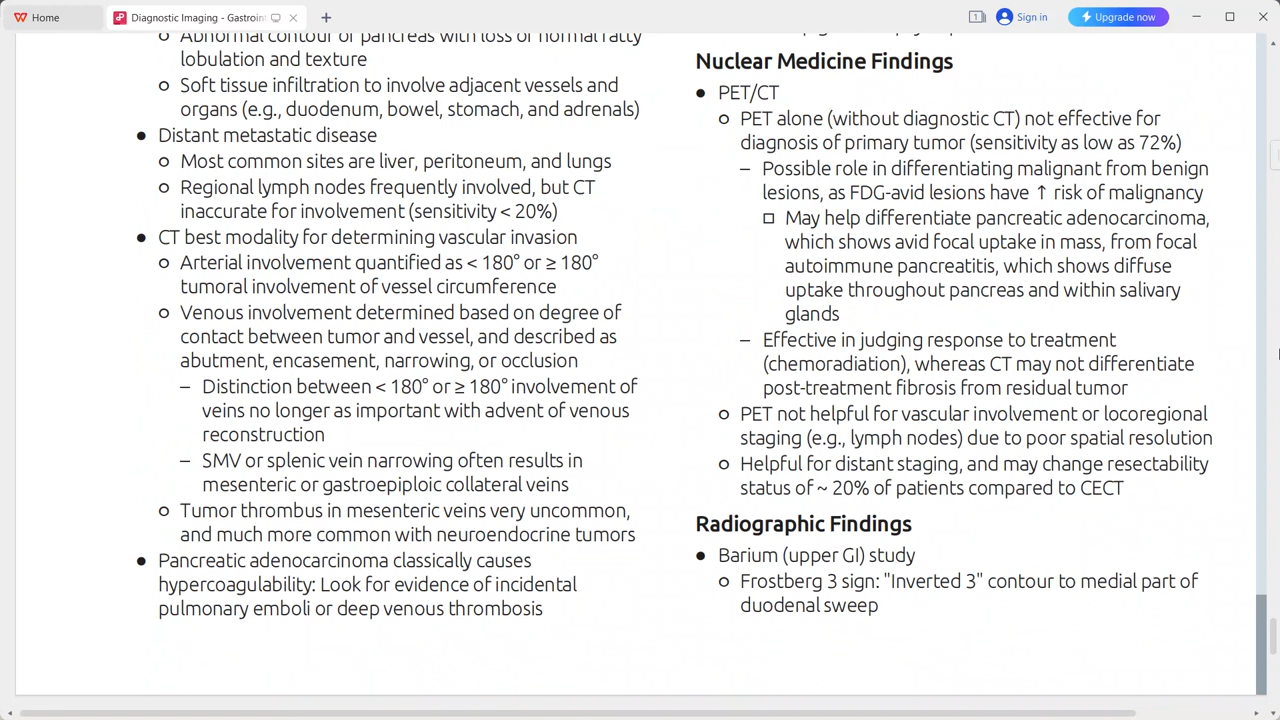 Home
Diagnostic Imaging - Gastroint
1
Sign in
Upgrade now
○ Abnormal contour of pancreas with loss of normal fatty
lobulation and texture
○ Soft tissue infiltration to involve adjacent vessels and
organs (e.g., duodenum, bowel, stomach, and adrenals)
● Distant metastatic disease
○ Most common sites are liver, peritoneum, and lungs
○ Regional lymph nodes frequently involved, but CT
inaccurate for involvement (sensitivity < 20%)
● CT best modality for determining vascular invasion
○ Arterial involvement quantified as < 180° or ≥ 180°
tumoral involvement of vessel circumference
○ Venous involvement determined based on degree of
contact between tumor and vessel, and described as
abutment, encasement, narrowing, or occlusion
– Distinction between < 180° or ≥ 180° involvement of
veins no longer as important with advent of venous
reconstruction
– SMV or splenic vein narrowing often results in
mesenteric or gastroepiploic collateral veins
○ Tumor thrombus in mesenteric veins very uncommon,
and much more common with neuroendocrine tumors
● Pancreatic adenocarcinoma classically causes
hypercoagulability: Look for evidence of incidental
pulmonary emboli or deep venous thrombosis
Nuclear Medicine Findings
● PET/CT
○ PET alone (without diagnostic CT) not effective for
diagnosis of primary tumor (sensitivity as low as 72%)
– Possible role in differentiating malignant from benign
lesions, as FDG-avid lesions have ↑ risk of malignancy
□ May help differentiate pancreatic adenocarcinoma,
which shows avid focal uptake in mass, from focal
autoimmune pancreatitis, which shows diffuse
uptake throughout pancreas and within salivary
glands
– Effective in judging response to treatment
(chemoradiation), whereas CT may not differentiate
post-treatment fibrosis from residual tumor
○ PET not helpful for vascular involvement or locoregional
staging (e.g., lymph nodes) due to poor spatial resolution
○ Helpful for distant staging, and may change resectability
status of ~ 20% of patients compared to CECT
Radiographic Findings
● Barium (upper GI) study
○ Frostberg 3 sign: "Inverted 3" contour to medial part of
duodenal sweep